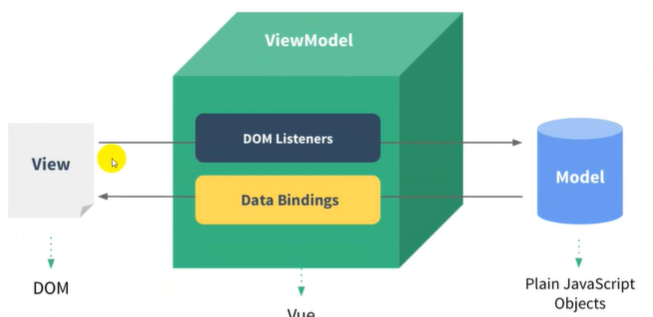 ViewModel
DOM Listeners
View
Model
Data Bindings
DOM
Plain JavaScript
Objects
Vue